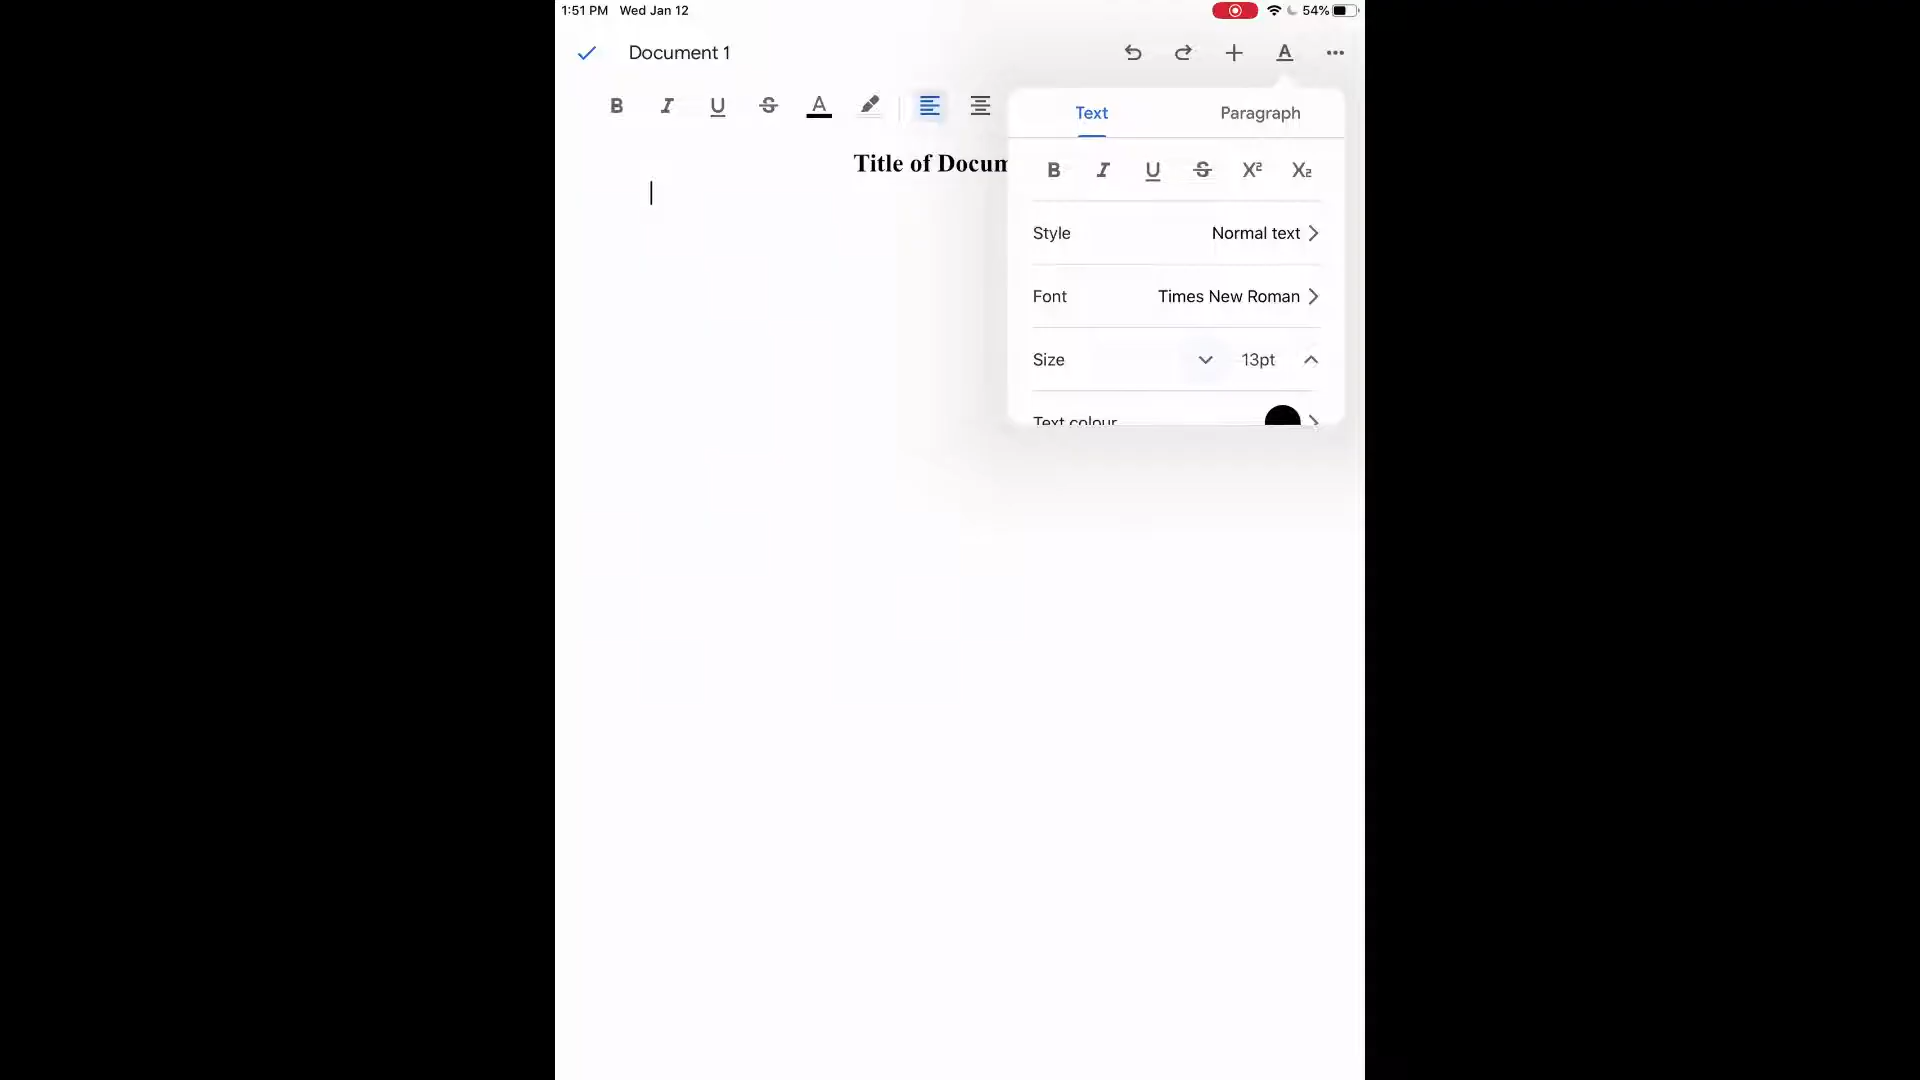 1:51 PM Wed Jan 12 54%
Document 1
A
B I U S A
Text Paragraph
Title of Docum
B I U S X² X₂
Style Normal text
Font Times New Roman
Size 13pt
Text colour